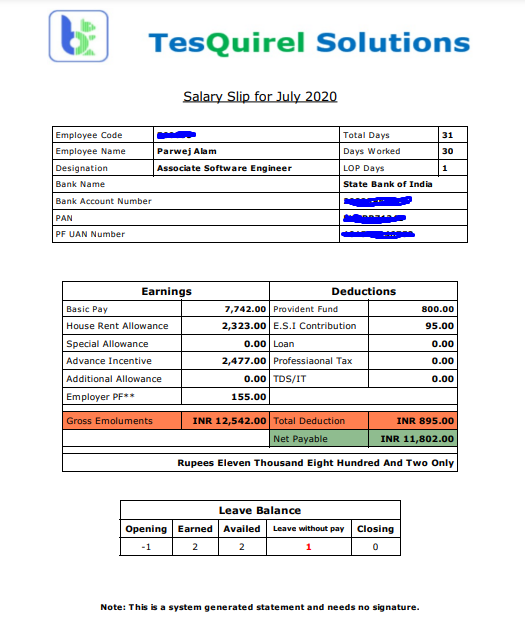 TesQuirel Solutions
Salary Slip for July 2020
Employee Code Total Days 31
Employee Name Parwej Alam Days Worked 30
Designation Associate Software Engineer LOP Days 1
Bank Name State Bank of India
Bank Account Number
PAN
PF UAN Number
Earnings Deductions
Basic Pay 7,742.00 Provident Fund 800.00
House Rent Allowance 2,323.00 E.S.I Contribution 95.00
Special Allowance 0.00 Loan 0.00
Advance Incentive 2,477.00 Professiaonal Tax 0.00
Additional Allowance 0.00 TDS/IT 0.00
Employer PF** 155.00
Gross Emoluments INR 12,542.00 Total Deduction INR 895.00
Net Payable INR 11,802.00
Rupees Eleven Thousand Eight Hundred And Two Only
Leave Balance
Opening Earned Availed Leave without pay Closing
-1 2 2 1 0
Note: This is a system generated statement and needs no signature.